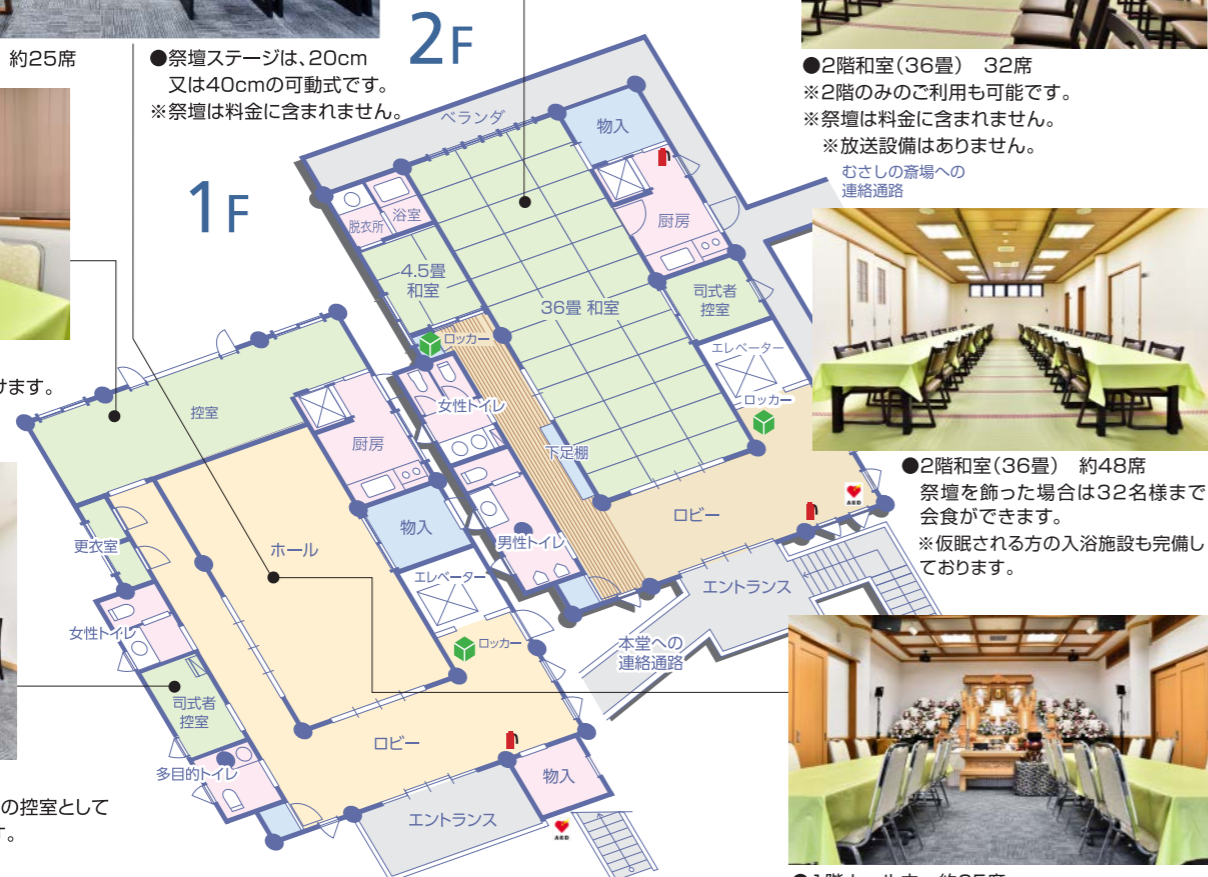 約25席
●祭壇ステージは、20cm
又は40cmの可動式です。
※祭壇は料金に含まれません。
2F
●2階和室(36畳) 32席
※2階のみのご利用も可能です。
※祭壇は料金に含まれません。
※放送設備はありません。
むさしの斎場への
連絡通路
ベランダ
物入
脱衣所
浴室
厨房
4.5畳
和室
36畳 和室
司式者
控室
ロッカー
エレベーター
ロッカー
女性トイレ
下足棚
ロビー
男性トイレ
エントランス
本堂への
連絡通路
●2階和室(36畳) 約48席
祭壇を飾った場合は32名様まで
会食ができます。
※仮眠される方の入浴施設も完備し
ております。
1F
けます。
控室
厨房
物入
更衣室
ホール
エレベーター
女性トイレ
ロッカー
司式者
控室
ロビー
多目的トイレ
物入
エントランス
AED
AED
の控室として
す。